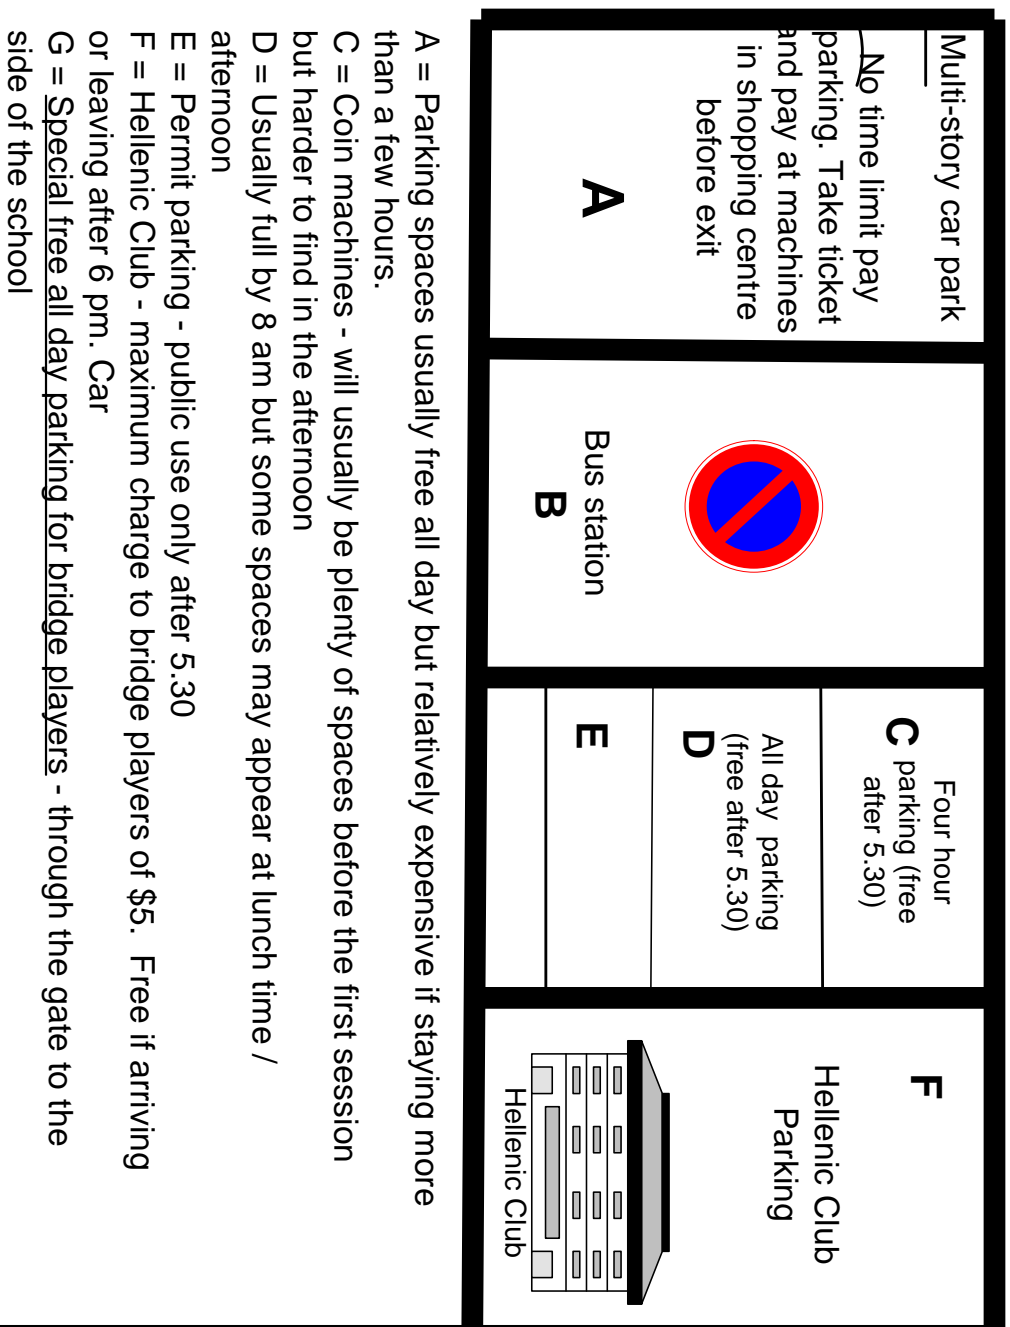 Multi-story car park
No time limit pay
parking. Take ticket
and pay at machines
in shopping centre
before exit
A
Bus station
B
Four hour
C parking (free
after 5.30)
All day parking
(free after 5.30)
D
E
F
Hellenic Club
Parking
Hellenic Club
A = Parking spaces usually free all day but relatively expensive if staying more
than a few hours.
C = Coin machines - will usually be plenty of spaces before the first session
but harder to find in the afternoon
D = Usually full by 8 am but some spaces may appear at lunch time /
afternoon
E = Permit parking - public use only after 5.30
F = Hellenic Club - maximum charge to bridge players of $5. Free if arriving
or leaving after 6 pm. Car
G = Special free all day parking for bridge players - through the gate to the
side of the school